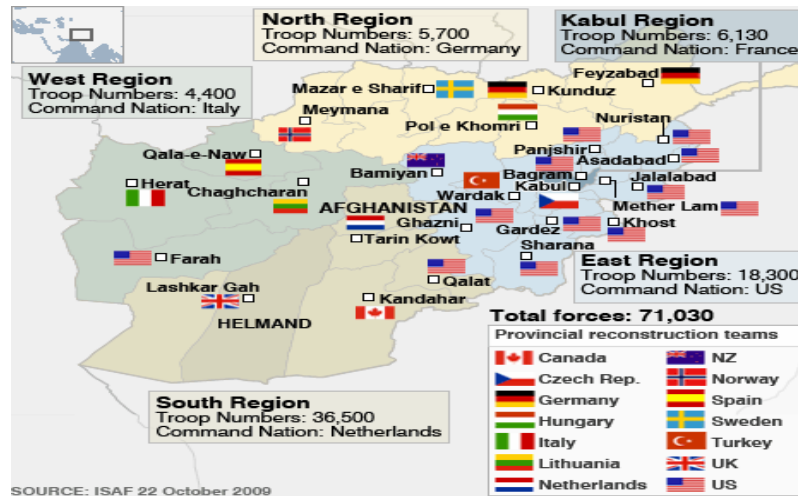 North Region
Troop Numbers: 5,700
Command Nation: Germany
Kabul Region
Troop Numbers: 6,130
Command Nation: France
West Region
Troop Numbers: 4,400
Command Nation: Italy
Feyzabad
Mazar e Sharif
Kunduz
Meymana
Nuristan
Pol e Khomri
Panjshir
Qala-e-Naw
Asadabad
Bamiyan
Bagram
Jalalabad
Herat
Chaghcharan
Kabul
Wardak
Mether Lam
AFGHANISTAN
Ghazni
Khost
Gardez
Tarin Kowt
Sharana
Farah
East Region
Troop Numbers: 18,300
Command Nation: US
Qalat
Lashkar Gah
Kandahar
HELMAND
Total forces: 71,030
Provincial reconstruction teams
Canada
NZ
Czech Rep.
Norway
Germany
Spain
Hungary
Sweden
Italy
Turkey
Lithuania
UK
Netherlands
US
South Region
Troop Numbers: 36,500
Command Nation: Netherlands
SOURCE: ISAF 22 October 2009